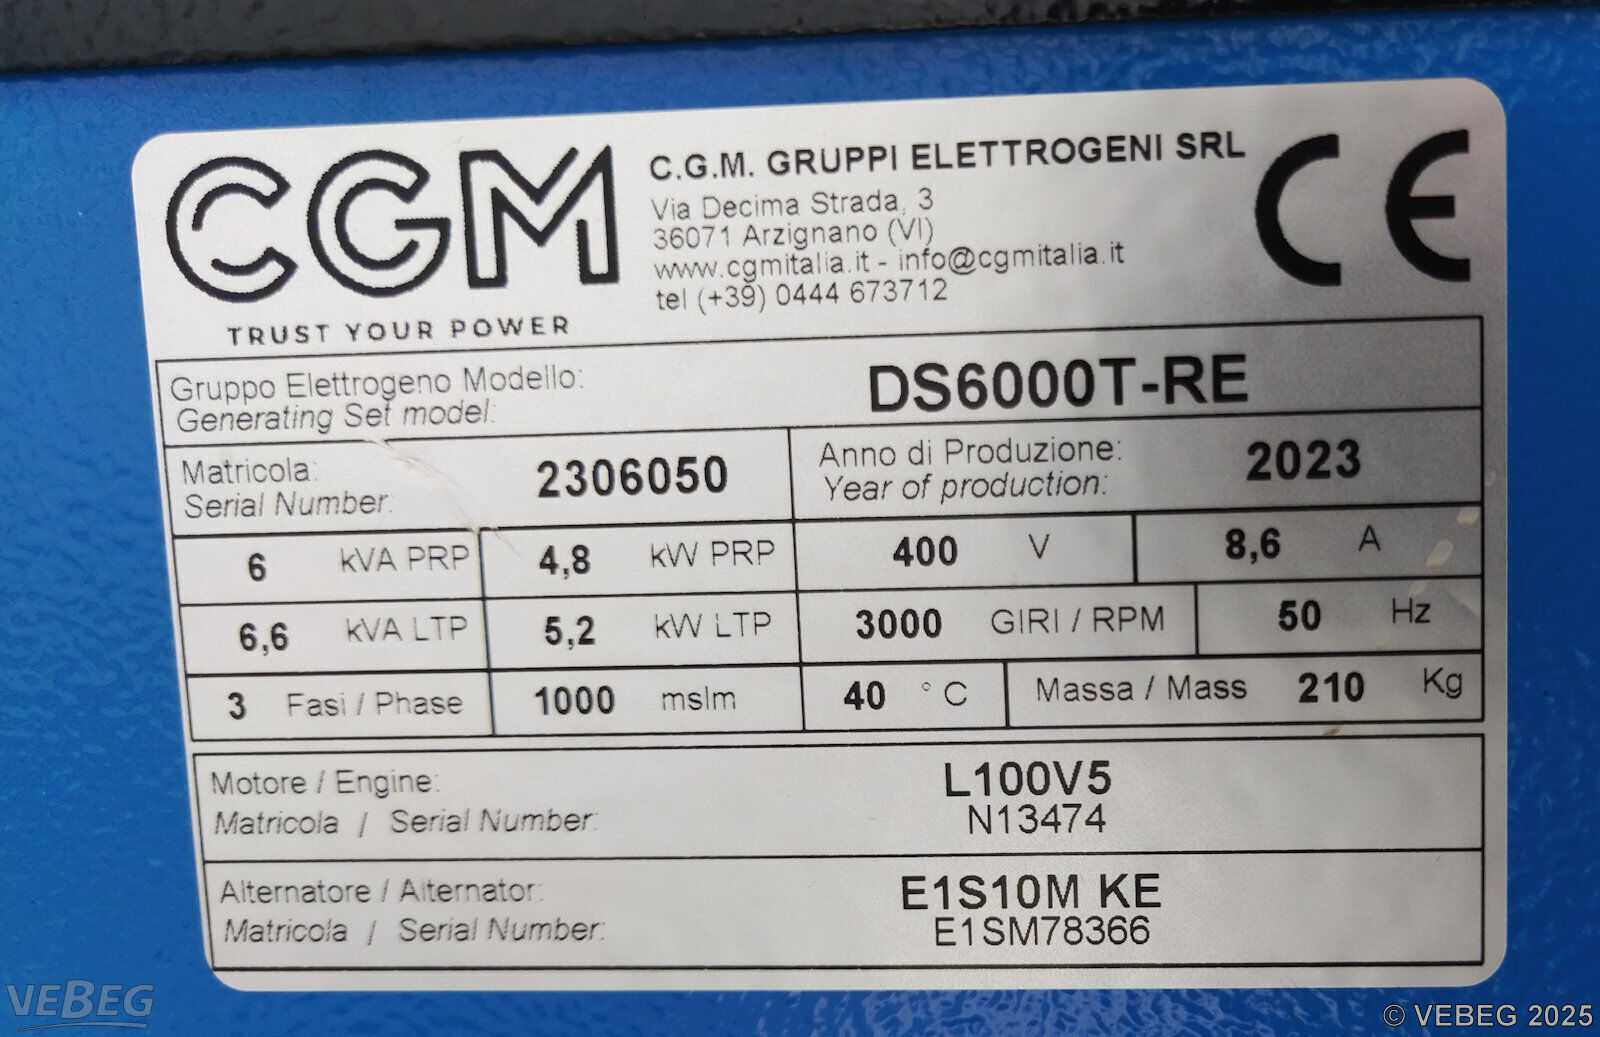 CGM
TRUST YOUR POWER
C.G.M. GRUPPI ELETTROGENI SRL
Via Decima Strada, 3
36071 Arzignano (VI)
www.cgmitalia.it - info@cgmitalia.it
tel (+39) 0444 673712
CE
Gruppo Elettrogeno Modello:
Generating Set model:
DS6000T-RE
Matricola:
Serial Number:
2306050
Anno di Produzione:
Year of production:
2023
6 kVA PRP 4,8 kW PRP 400 V 8,6 A
6,6 kVA LTP 5,2 kW LTP 3000 GIRI / RPM 50 Hz
3 Fasi / Phase 1000 mslm 40 °C Massa / Mass 210 Kg
Motore / Engine: L100V5
Matricola / Serial Number: N13474
Alternatore / Alternator: E1S10M KE
Matricola / Serial Number: E1SM78366
VEBEG
© VEBEG 2025